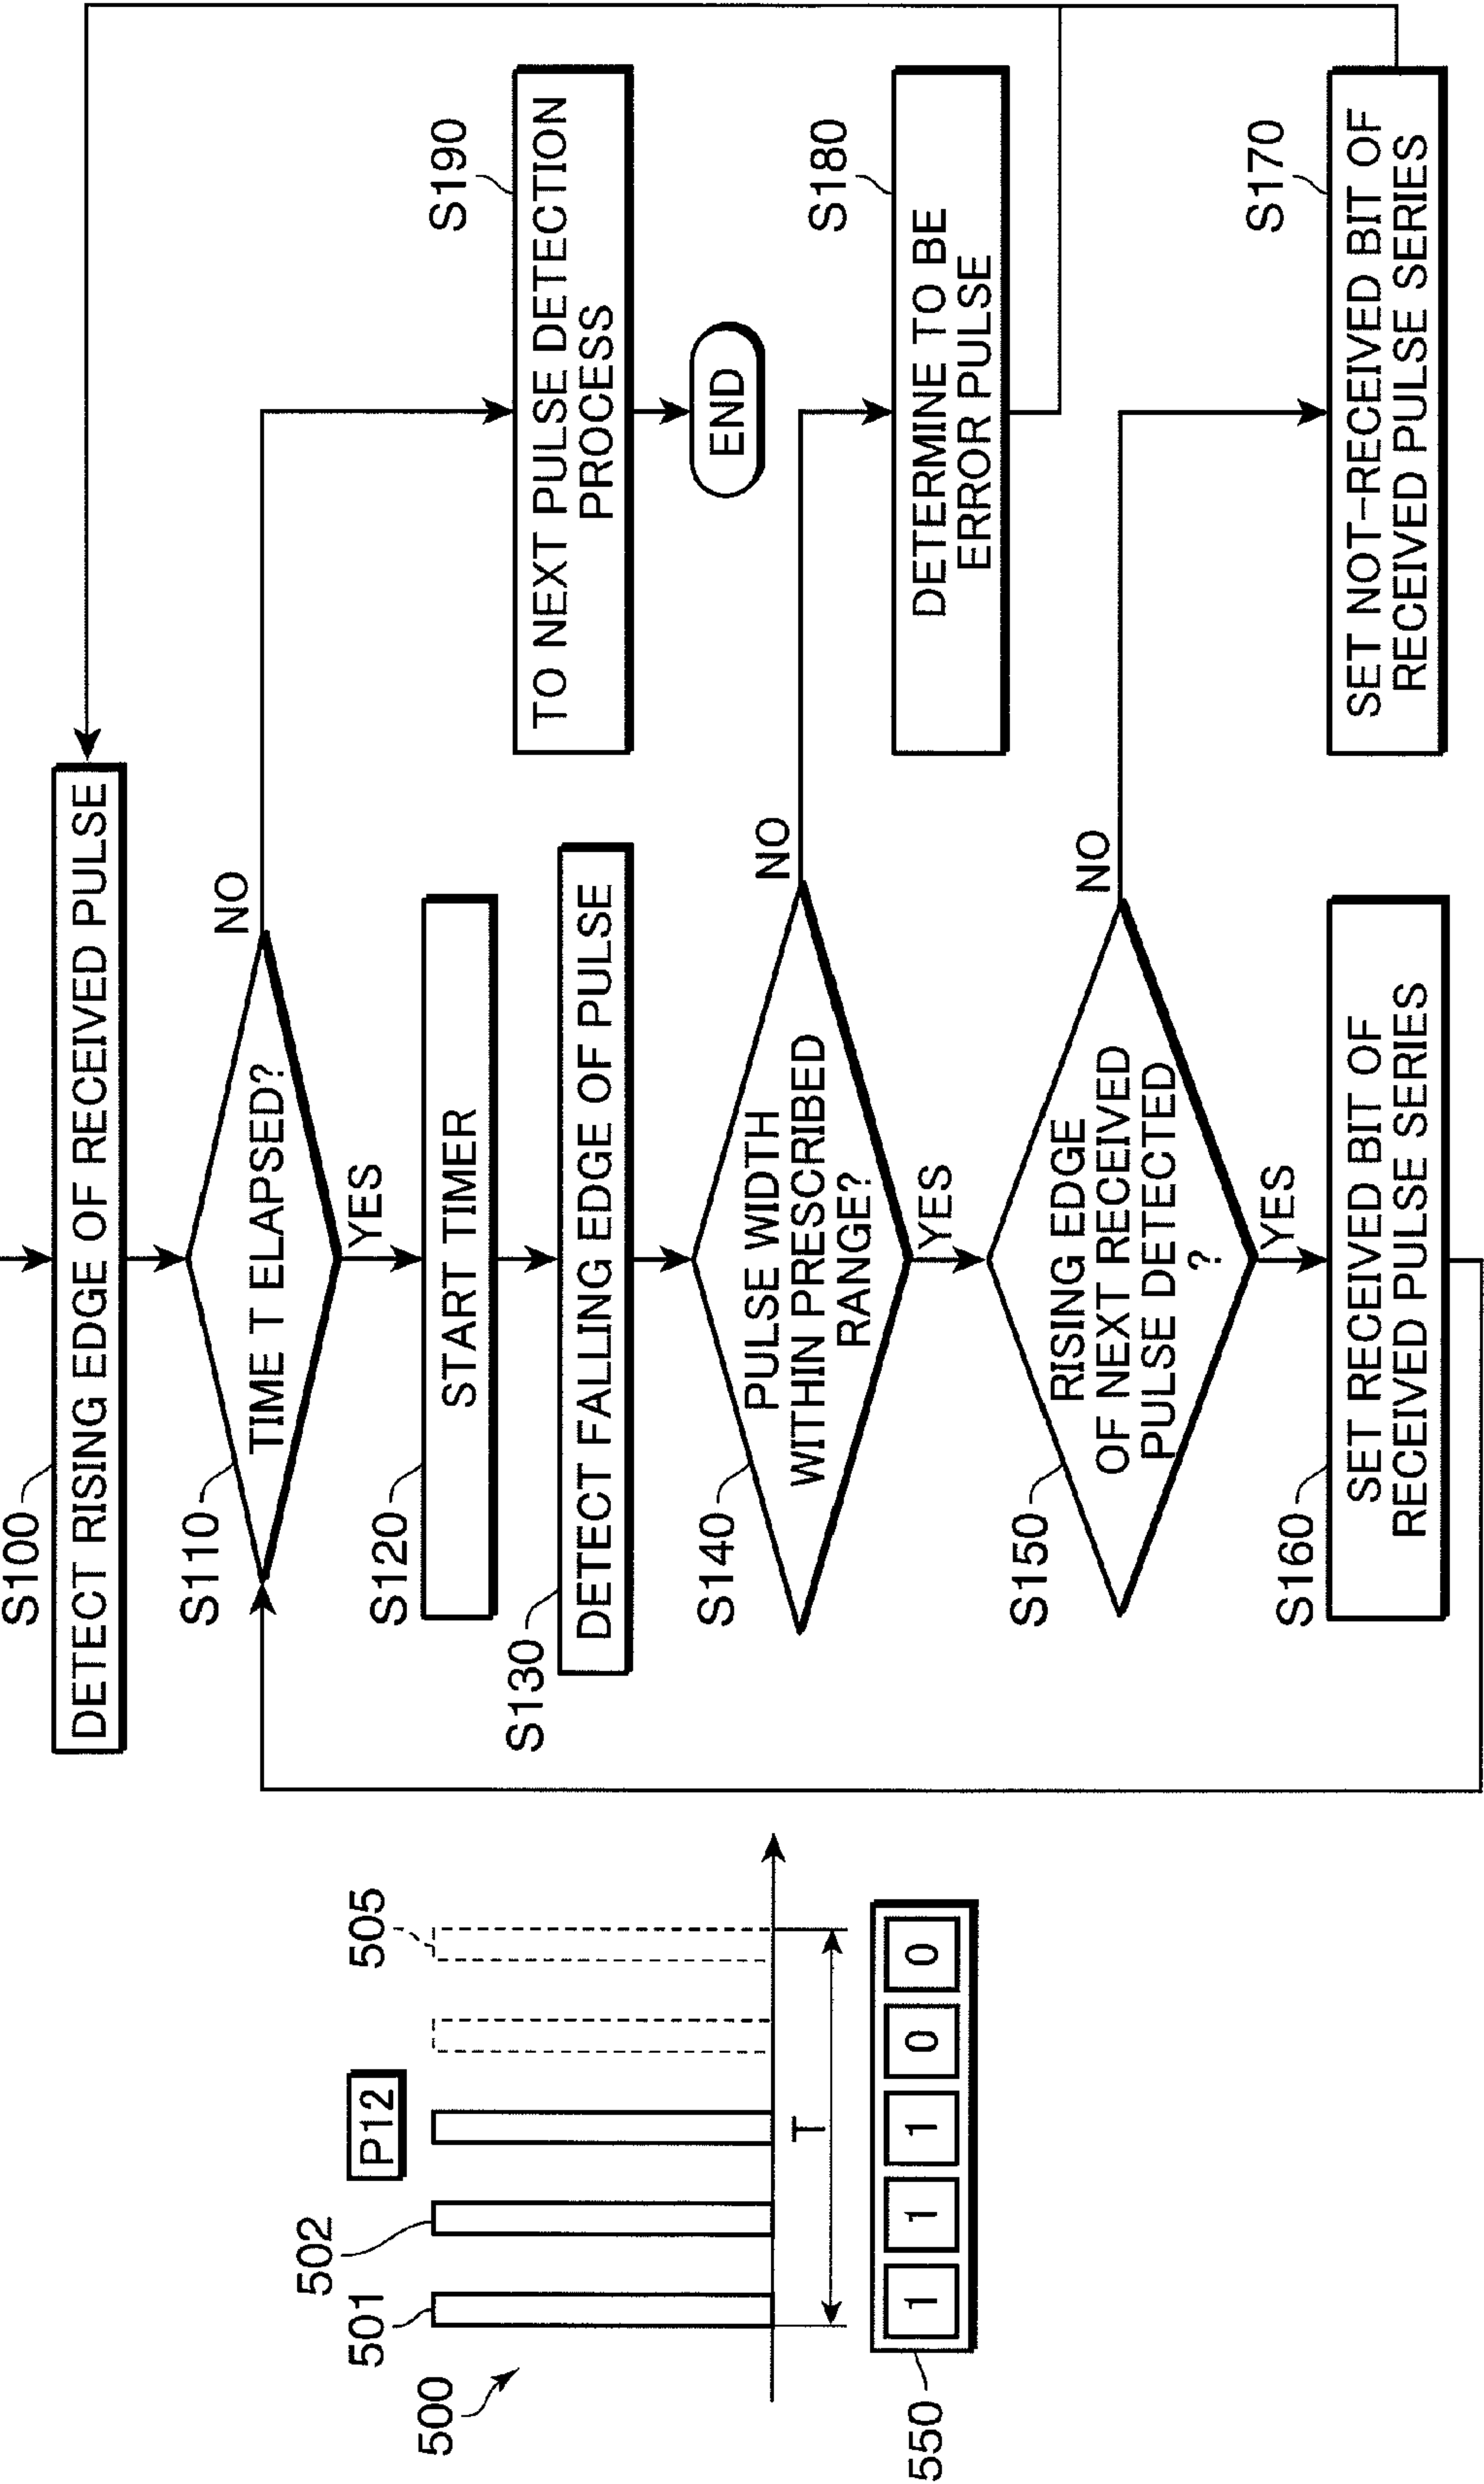 S100
DETECT RISING EDGE OF RECEIVED PULSE
S110
TIME T ELAPSED?
NO
YES
S120
START TIMER
S130
DETECT FALLING EDGE OF PULSE
S140
PULSE WIDTH
WITHIN PRESCRIBED
RANGE?
NO
YES
S150
RISING EDGE
OF NEXT RECEIVED
PULSE DETECTED
?
NO
YES
S160
SET RECEIVED BIT OF
RECEIVED PULSE SERIES
S190
TO NEXT PULSE DETECTION
PROCESS
END
S180
DETERMINE TO BE
ERROR PULSE
S170
SET NOT-RECEIVED BIT OF
RECEIVED PULSE SERIES
500
501
502
P12
505
T
550
1 1 1 0 0